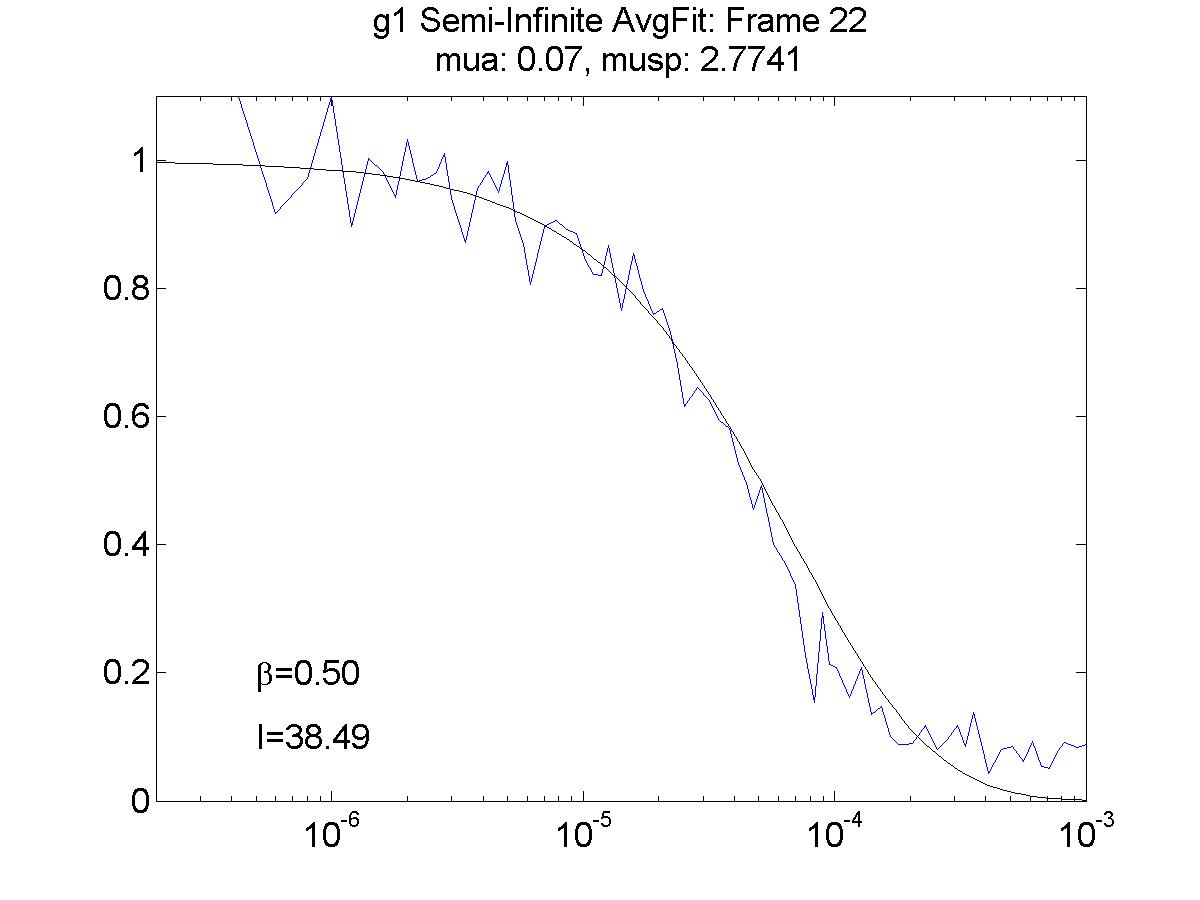 g1 Semi-Infinite AvgFit: Frame 22
mua: 0.07, musp: 2.7741
1
0.8
0.6
0.4
0.2
0
β=0.50
I=38.49
10^-6
10^-5
10^-4
10^-3